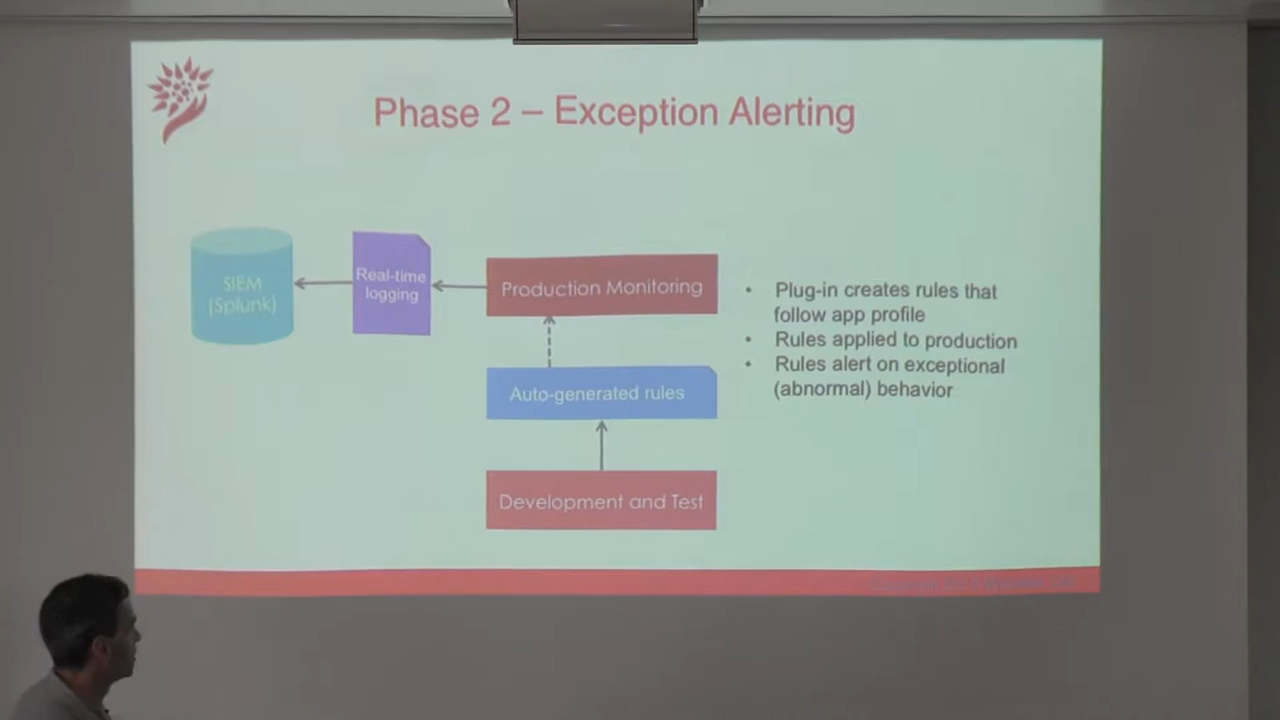 Phase 2 – Exception Alerting
SIEM
(Splunk)
Real-time
logging
Production Monitoring
Auto-generated rules
Development and Test
• Plug-in creates rules that
follow app profile
• Rules applied to production
• Rules alert on exceptional
(abnormal) behavior